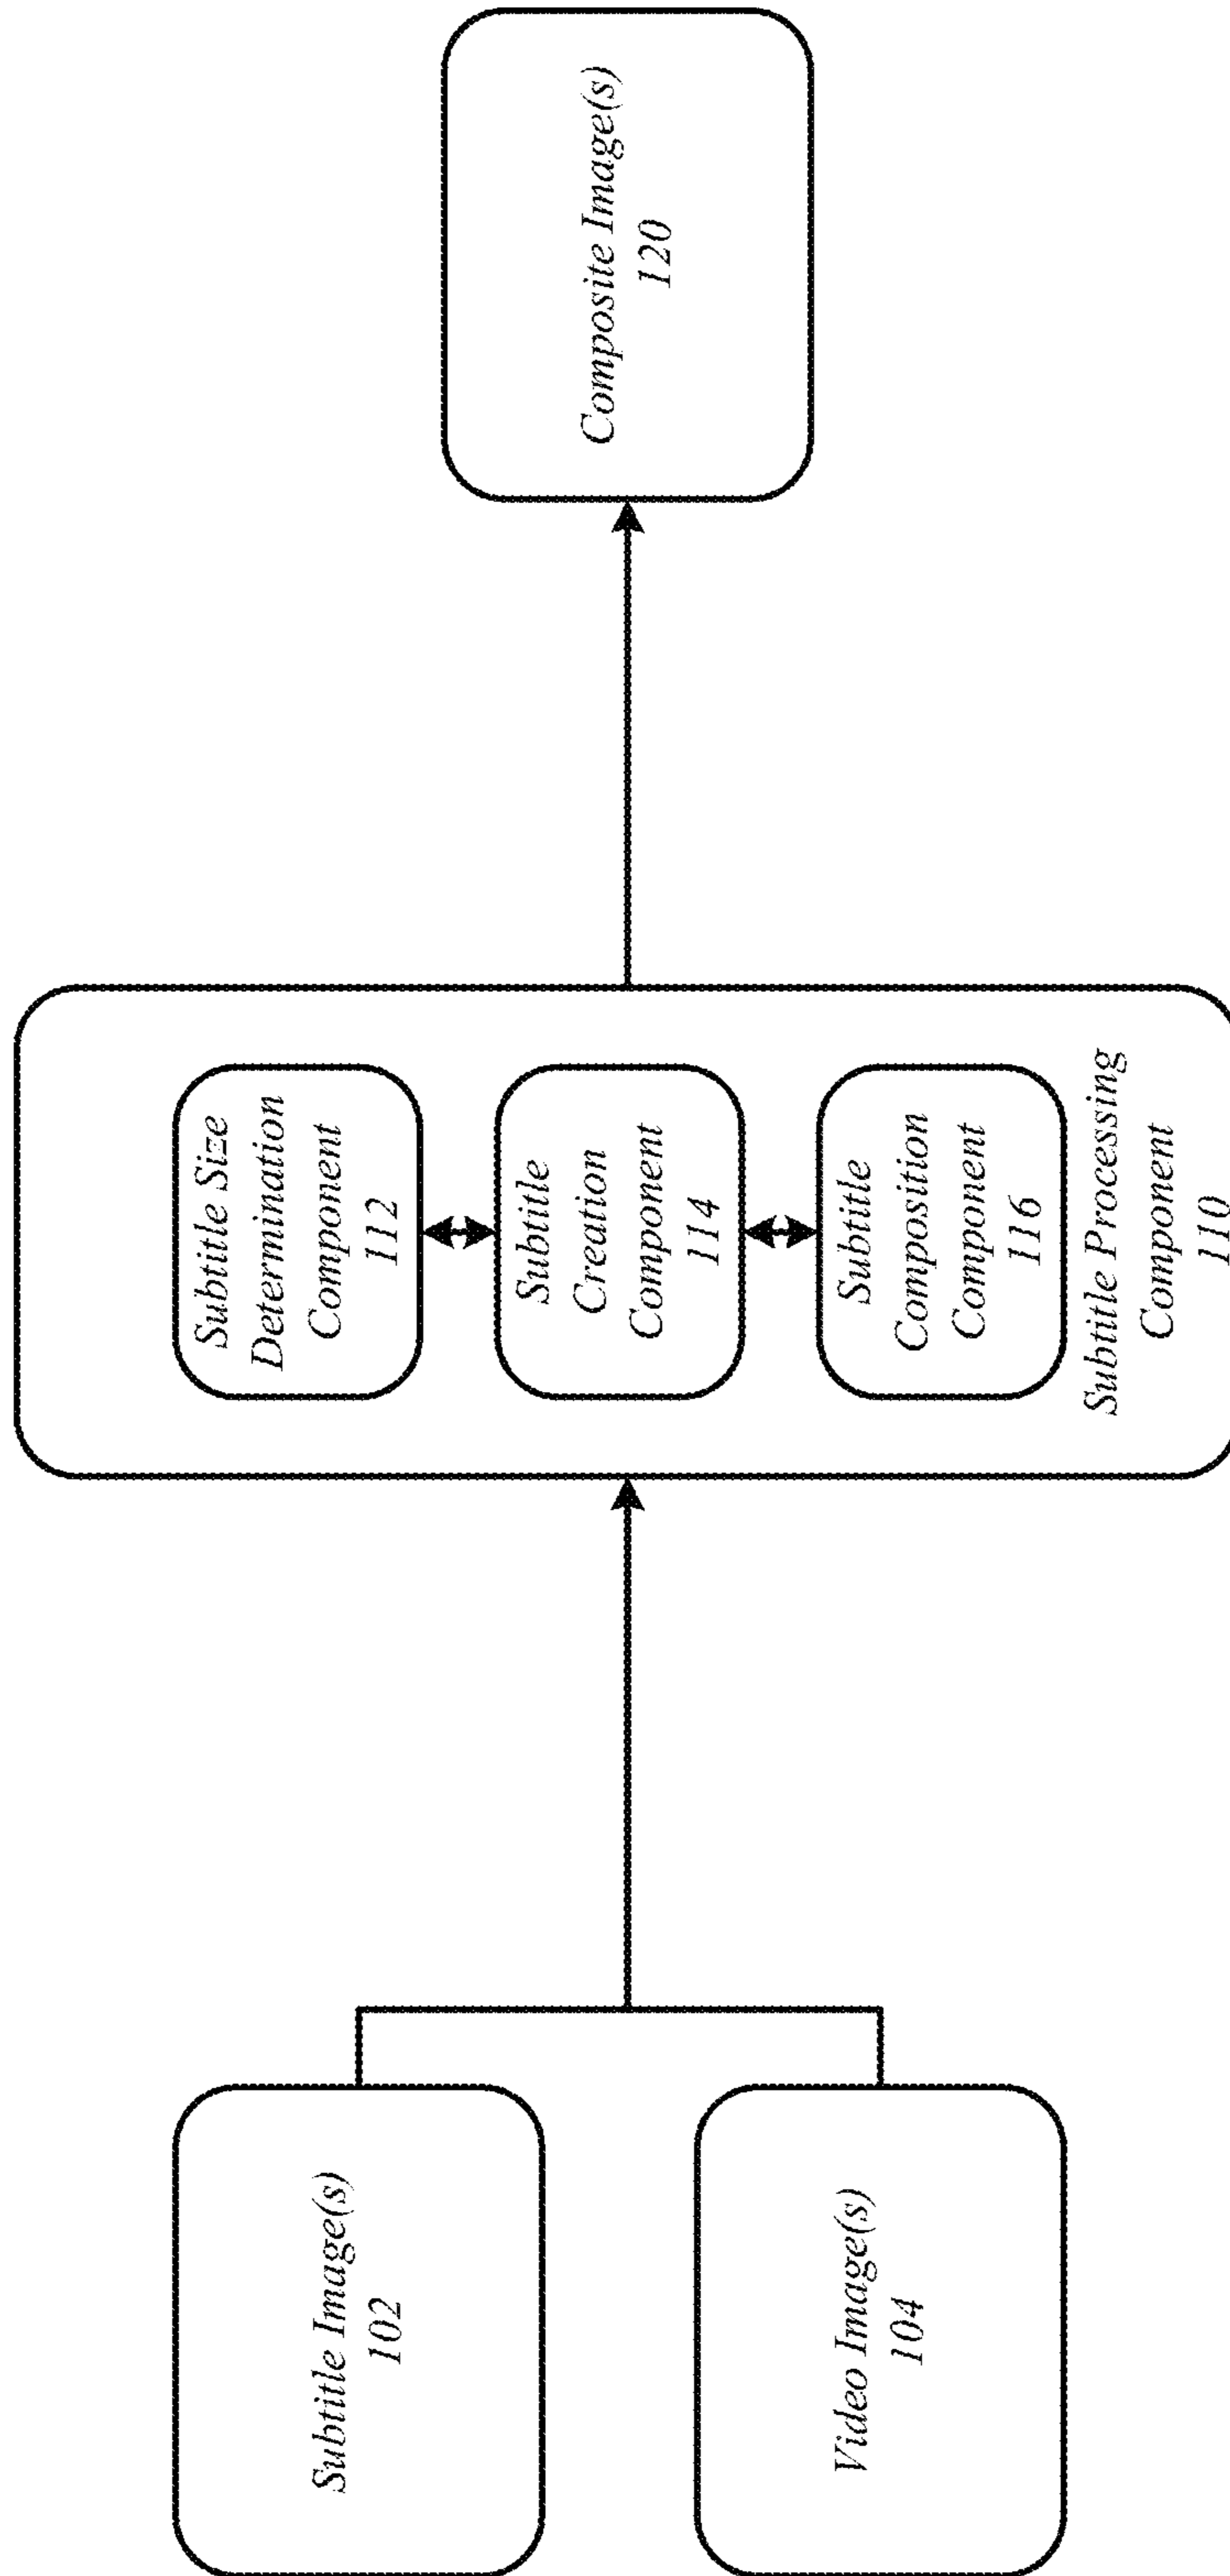 Subtitle Image(s)
102
Video Image(s)
104
Subtitle Size
Determination
Component
112
Subtitle
Creation
Component
114
Subtitle
Composition
Component
116
Subtitle Processing
Component
110
Composite Image(s)
120